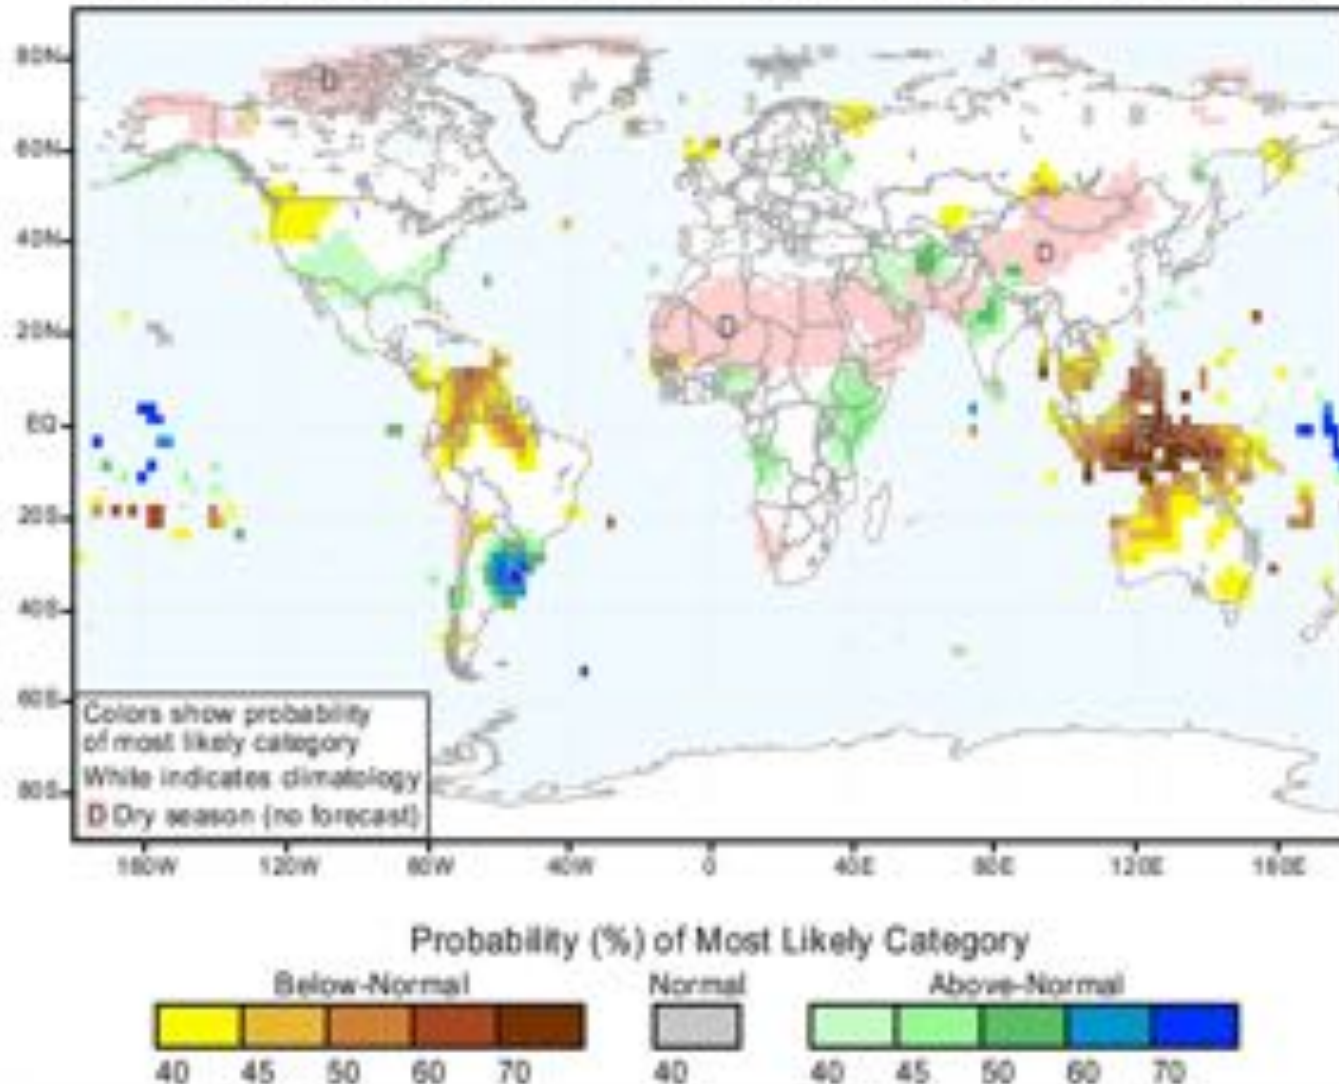 80N
60N
40N
20N
EQ
20S
40S
60S
80S
D
D
D
Colors show probability
of most likely category
White indicates climatology
D Dry season (no forecast)
160W 120W 80W 40W 0 40E 80E 120E 160E
Probability (%) of Most Likely Category
Below-Normal Normal Above-Normal
40 45 50 60 70 40 40 45 50 60 70